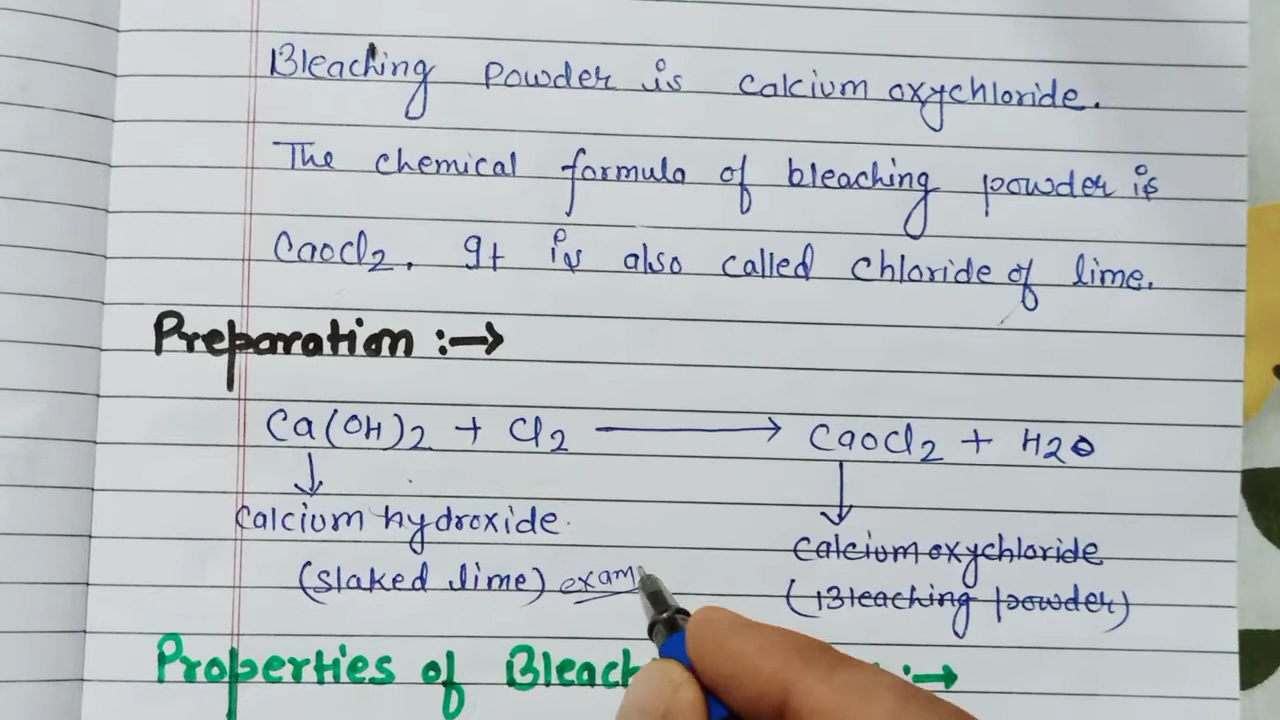 Bleaching Powder is calcium oxychloride.
The chemical formula of bleaching powder is
CaOCl2. It is also called chloride of lime.
Preparation :→
Ca(OH)2 + Cl2 ⟶ CaOCl2 + H2O
↓ ↓
Calcium hydroxide. Calcium oxychloride
(slaked lime) exam (Bleaching powder)
Properties of Bleach :→